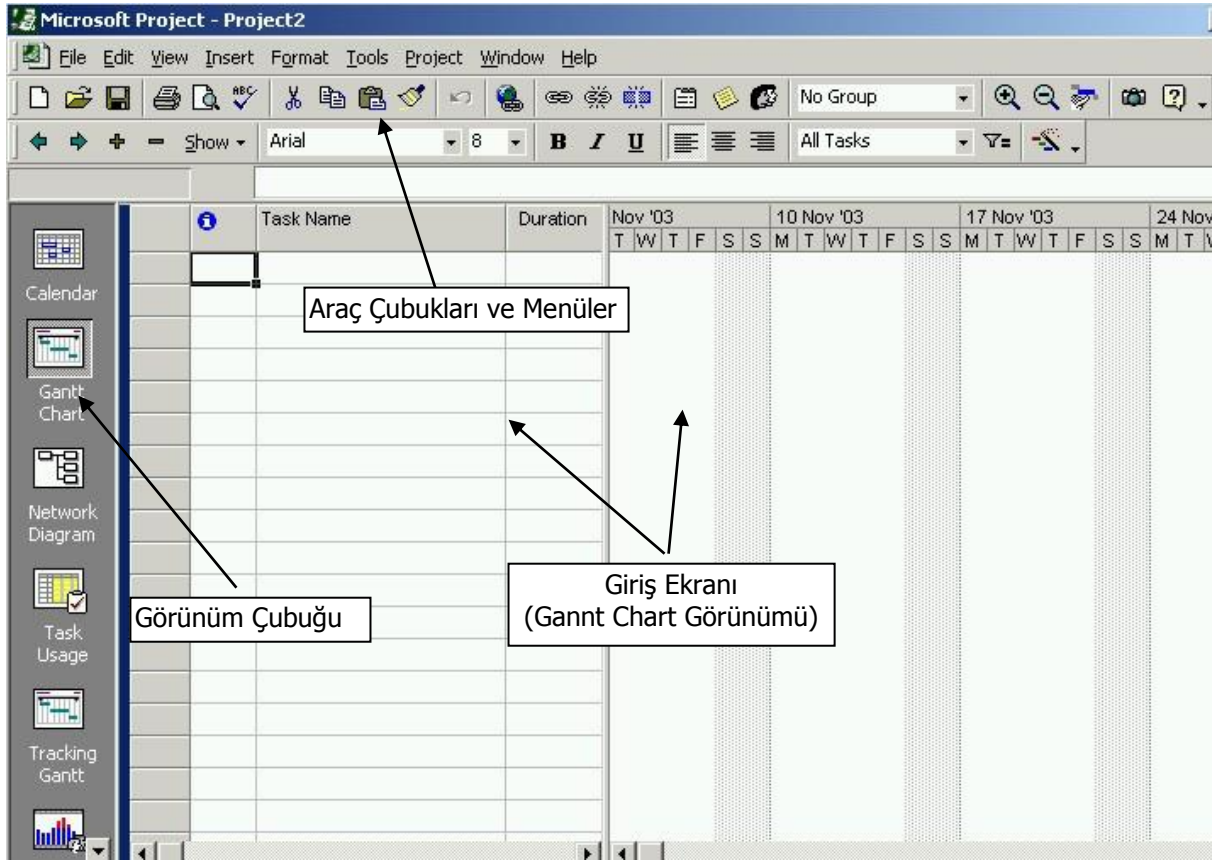 Microsoft Project - Project2
File Edit View Insert Format Tools Project Window Help
ABC No Group
Show Arial 8 B I U All Tasks
Task Name Duration Nov '03 10 Nov '03 17 Nov '03 24 Nov
T W T F S S M T W T F S S M T W T F S S M T
Calendar
Araç Çubukları ve Menüler
Gantt
Chart
Network
Diagram
Giriş Ekranı
(Gannt Chart Görünümü)
Görünüm Çubuğu
Task
Usage
Tracking
Gantt